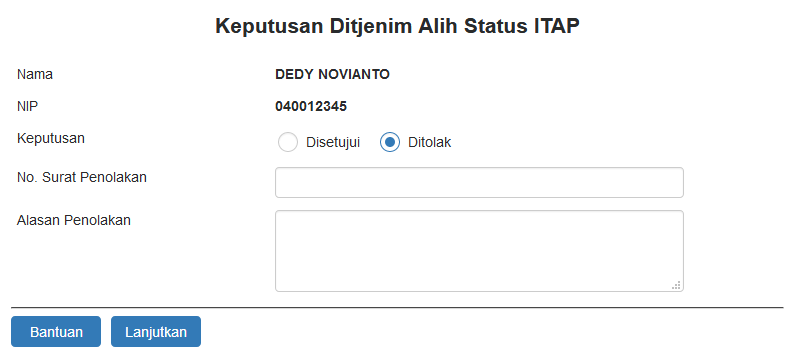 Keputusan Ditjenim Alih Status ITAP
Nama DEDY NOVIANTO
NIP 040012345
Keputusan Disetujui Ditolak
No. Surat Penolakan
Alasan Penolakan
Bantuan Lanjutkan